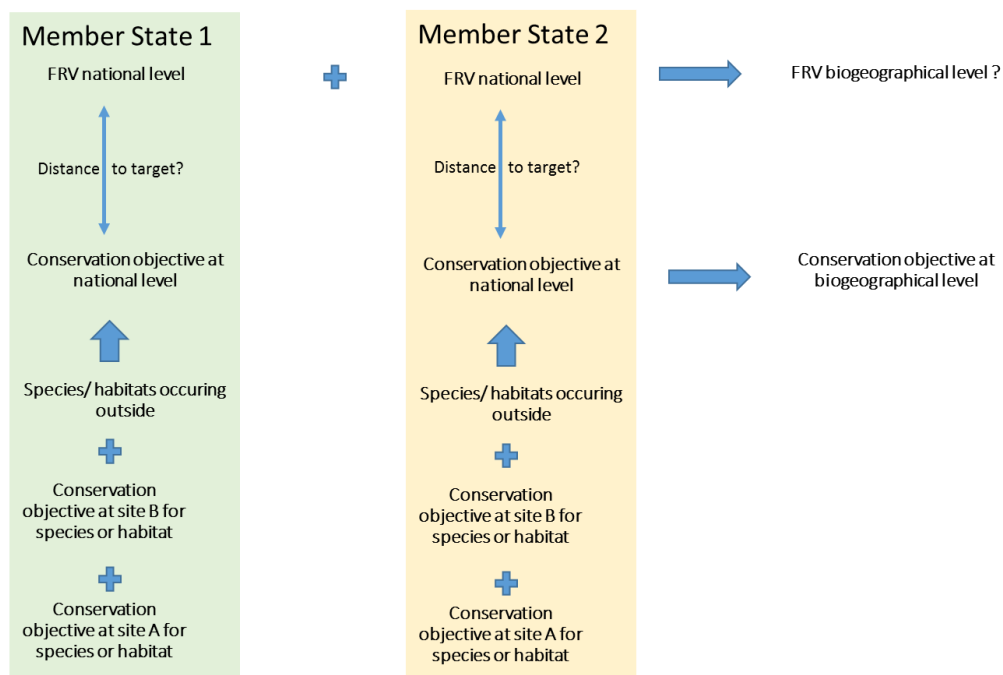 Member State 1
FRV national level
Distance to target?
Conservation objective at
national level
Species/ habitats occuring
outside
Conservation
objective at site B for
species or habitat
Conservation
objective at site A for
species or habitat
Member State 2
FRV national level
Distance to target?
Conservation objective at
national level
Species/ habitats occuring
outside
Conservation
objective at site B for
species or habitat
Conservation
objective at site A for
species or habitat
FRV biogeographical level ?
Conservation objective at
biogeographical level